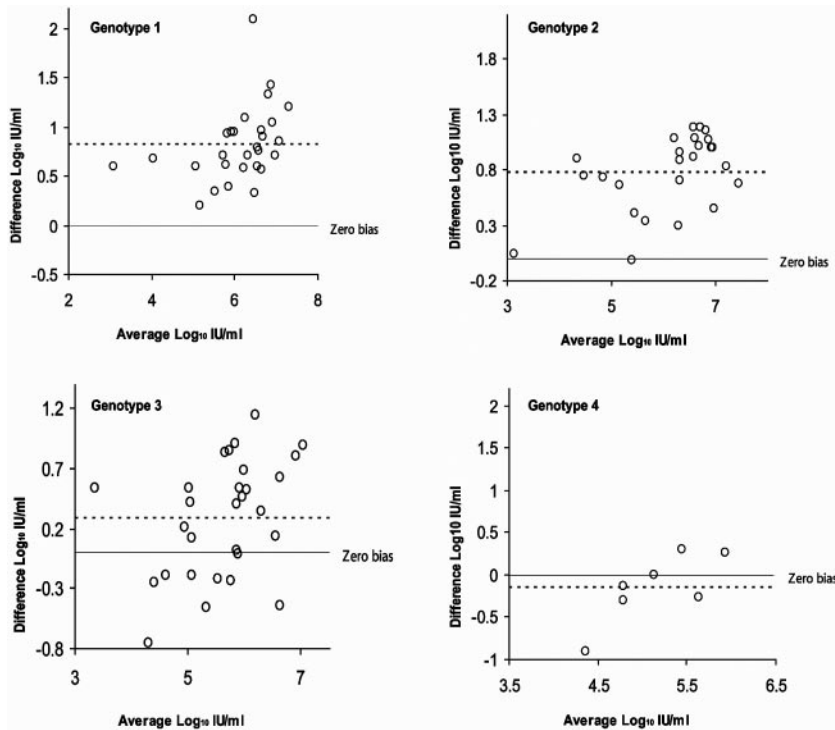 Genotype 1
Difference Log₁₀ IU/ml
2
1.5
1
0.5
0
-0.5
Zero bias
2 4 6 8
Average Log₁₀ IU/ml
Genotype 2
Difference Log10 IU/ml
1.8
1.3
0.8
0.3
-0.2
Zero bias
3 5 7
Average Log₁₀ IU/ml
Genotype 3
Difference Log₁₀ IU/ml
1.2
0.7
0.2
-0.3
-0.8
Zero bias
3 5 7
Average Log₁₀ IU/ml
Genotype 4
Difference Log10 IU/ml
2
1.5
1
0.5
0
-0.5
-1
Zero bias
3.5 4.5 5.5 6.5
Average Log₁₀ IU/ml